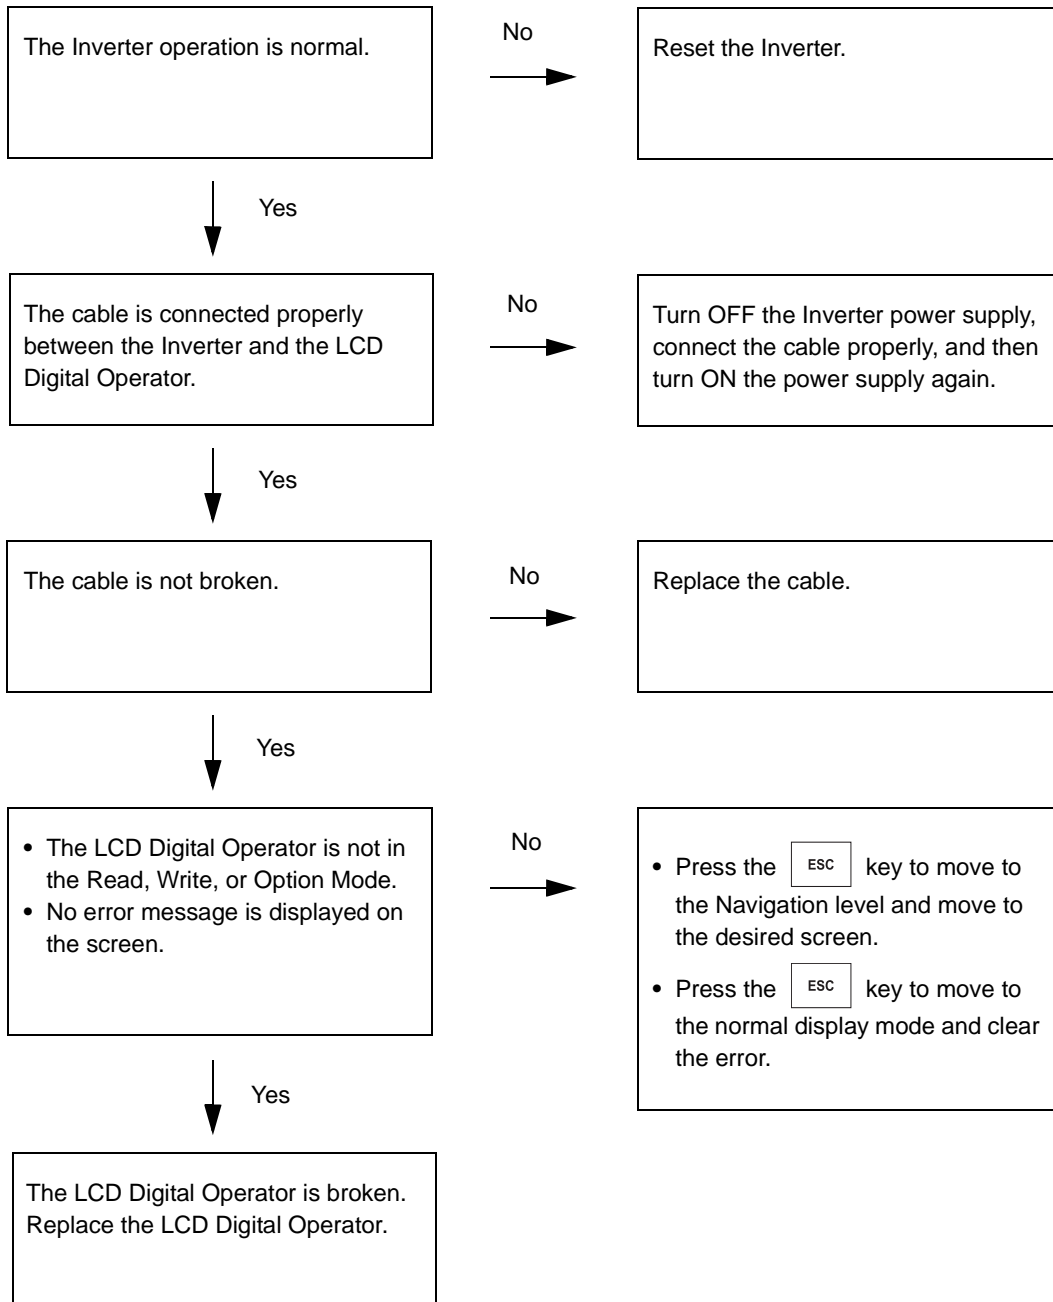 The Inverter operation is normal.
No
Reset the Inverter.
Yes
The cable is connected properly
between the Inverter and the LCD
Digital Operator.
No
Turn OFF the Inverter power supply,
connect the cable properly, and then
turn ON the power supply again.
Yes
The cable is not broken.
No
Replace the cable.
Yes
• The LCD Digital Operator is not in
the Read, Write, or Option Mode.
• No error message is displayed on
the screen.
No
• Press the ESC key to move to
the Navigation level and move to
the desired screen.
• Press the ESC key to move to
the normal display mode and clear
the error.
Yes
The LCD Digital Operator is broken.
Replace the LCD Digital Operator.